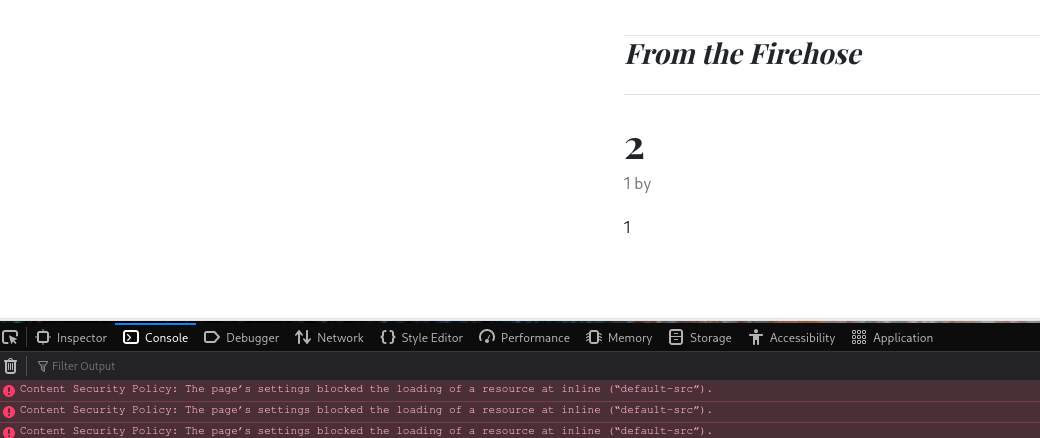 From the Firehose
2
1 by
1
Inspector Console Debugger Network Style Editor Performance Memory Storage Accessibility Application
Filter Output
Content Security Policy: The page’s settings blocked the loading of a resource at inline (“default-src”).
Content Security Policy: The page’s settings blocked the loading of a resource at inline (“default-src”).
Content Security Policy: The page’s settings blocked the loading of a resource at inline (“default-src”).